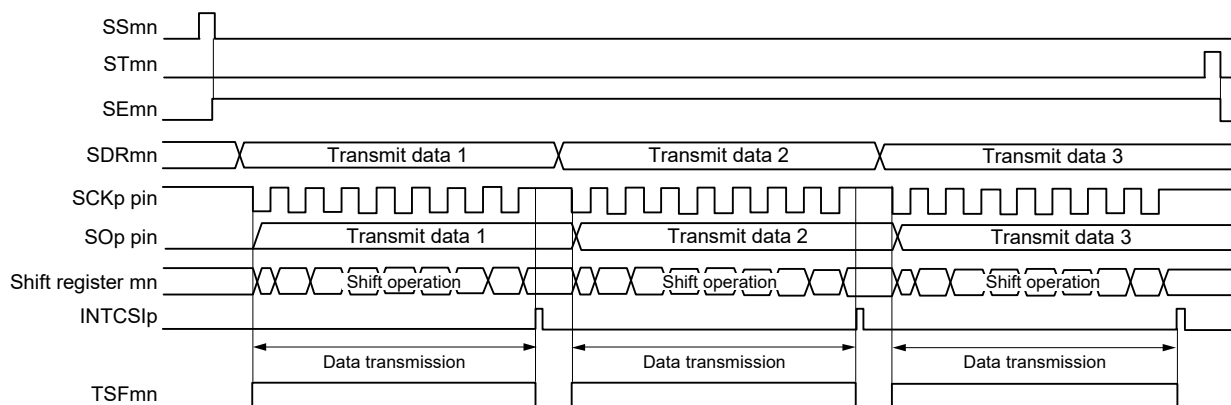 SSmn
STmn
SEmn
SDRmn Transmit data 1 Transmit data 2 Transmit data 3
SCKp pin
SOp pin Transmit data 1 Transmit data 2 Transmit data 3
Shift register mn Shift operation Shift operation Shift operation
INTCSIp
Data transmission Data transmission Data transmission
TSFmn